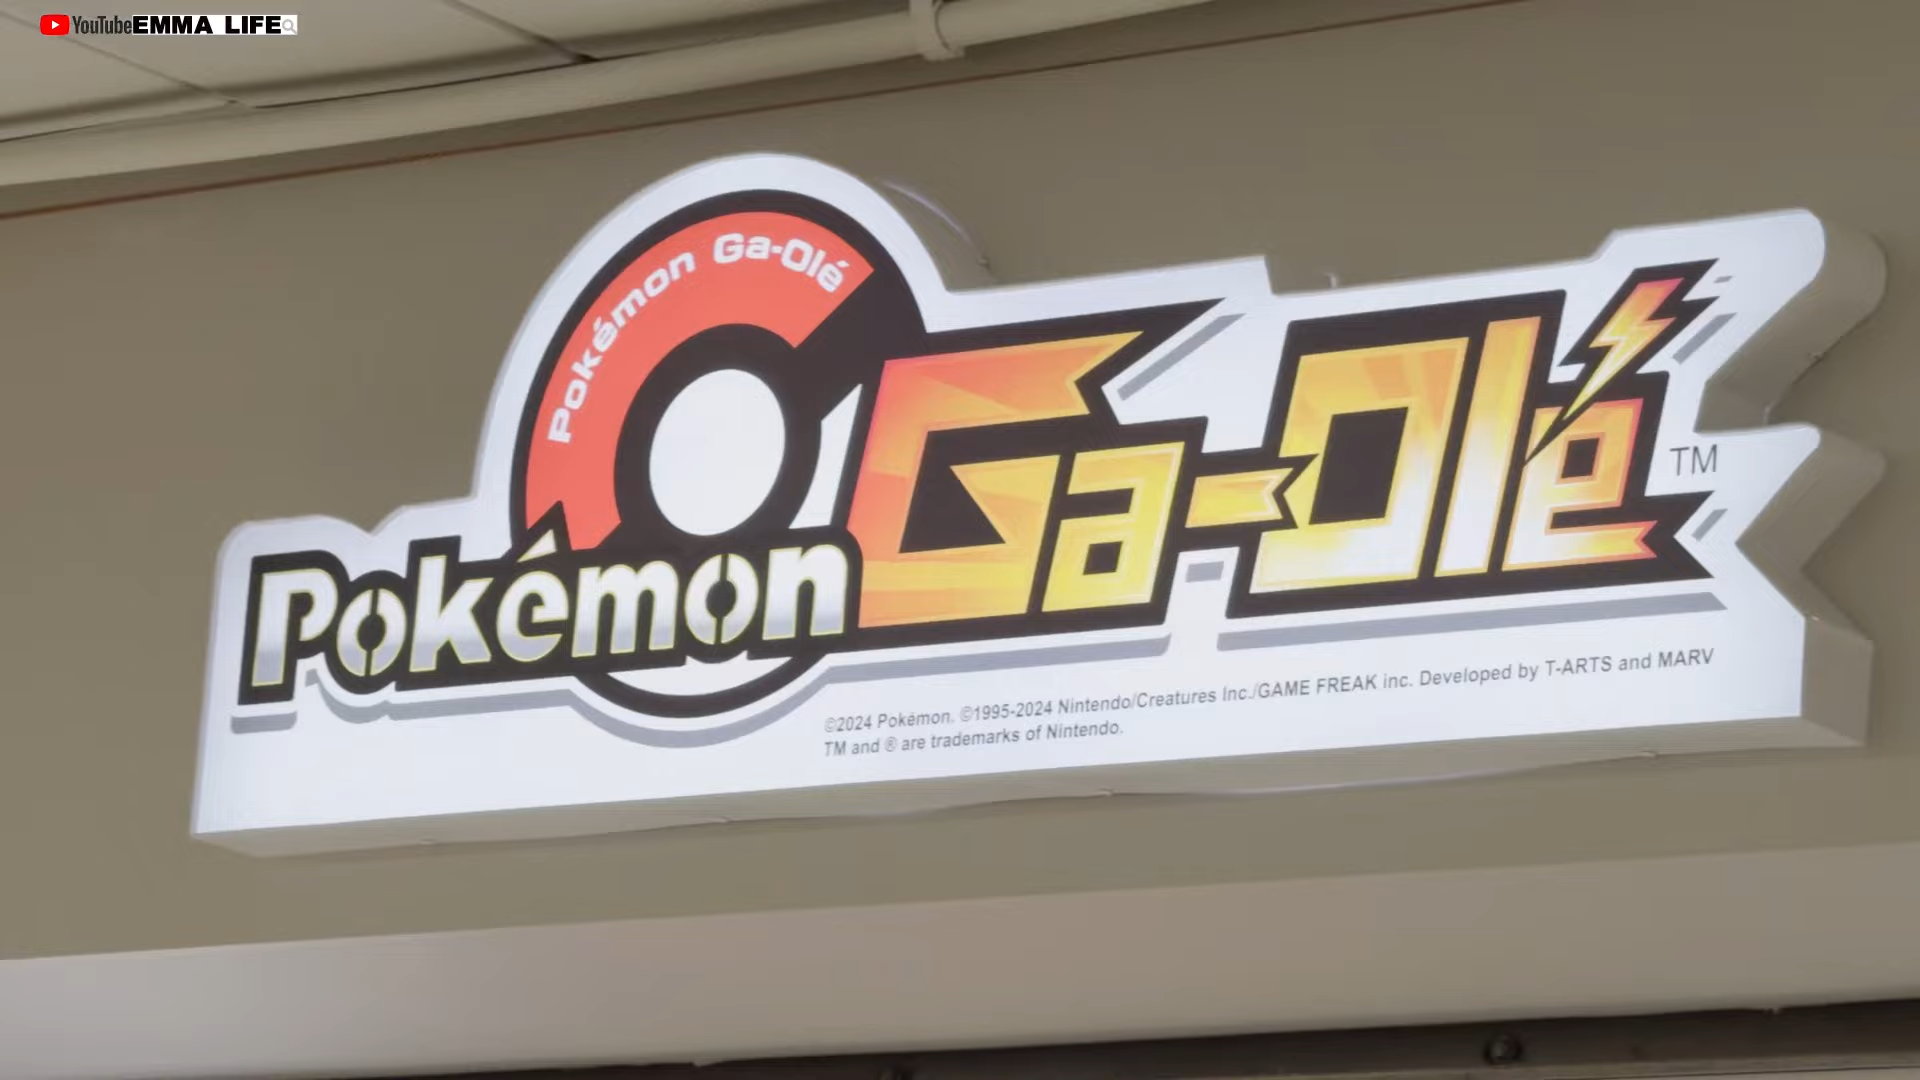 YouTube EMMA LIFE
Pokémon Ga-Olé
Pokémon Ga-Olé TM
©2024 Pokémon. ©1995-2024 Nintendo/Creatures Inc./GAME FREAK inc. Developed by T-ARTS and MARV
TM and ® are trademarks of Nintendo.